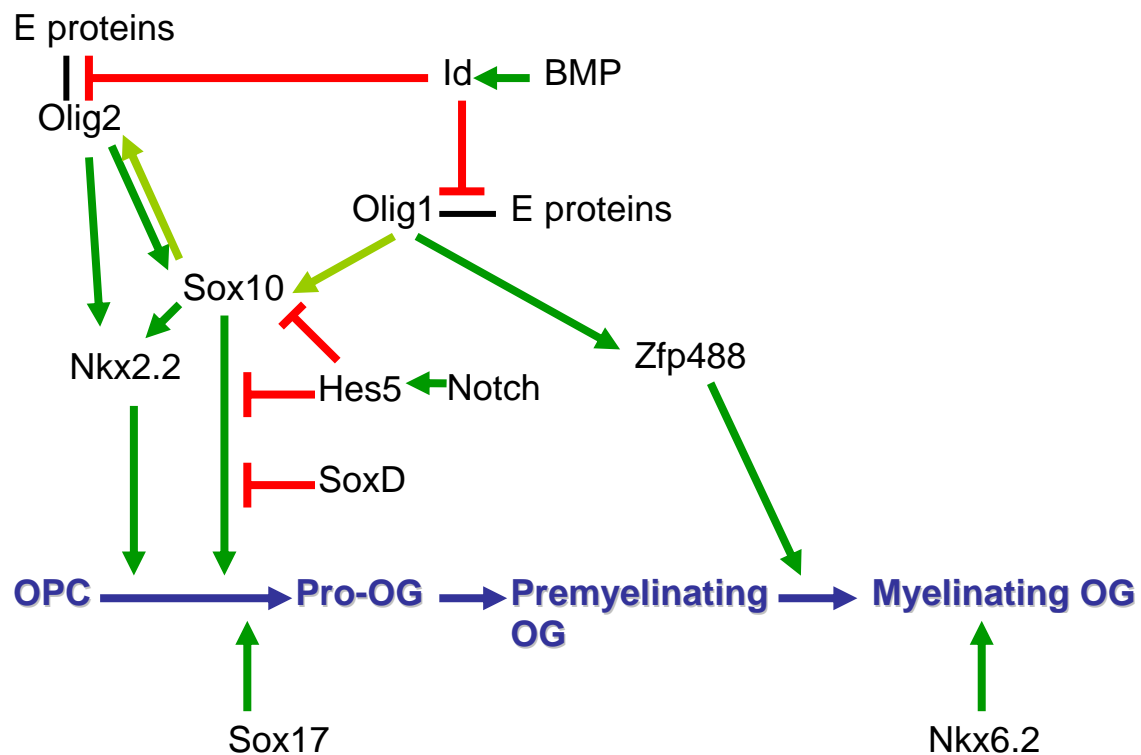 E proteins
Id
BMP
Olig2
Olig1
E proteins
Sox10
Nkx2.2
Zfp488
Hes5
Notch
SoxD
OPC
Pro-OG
Premyelinating
OG
Myelinating OG
Sox17
Nkx6.2